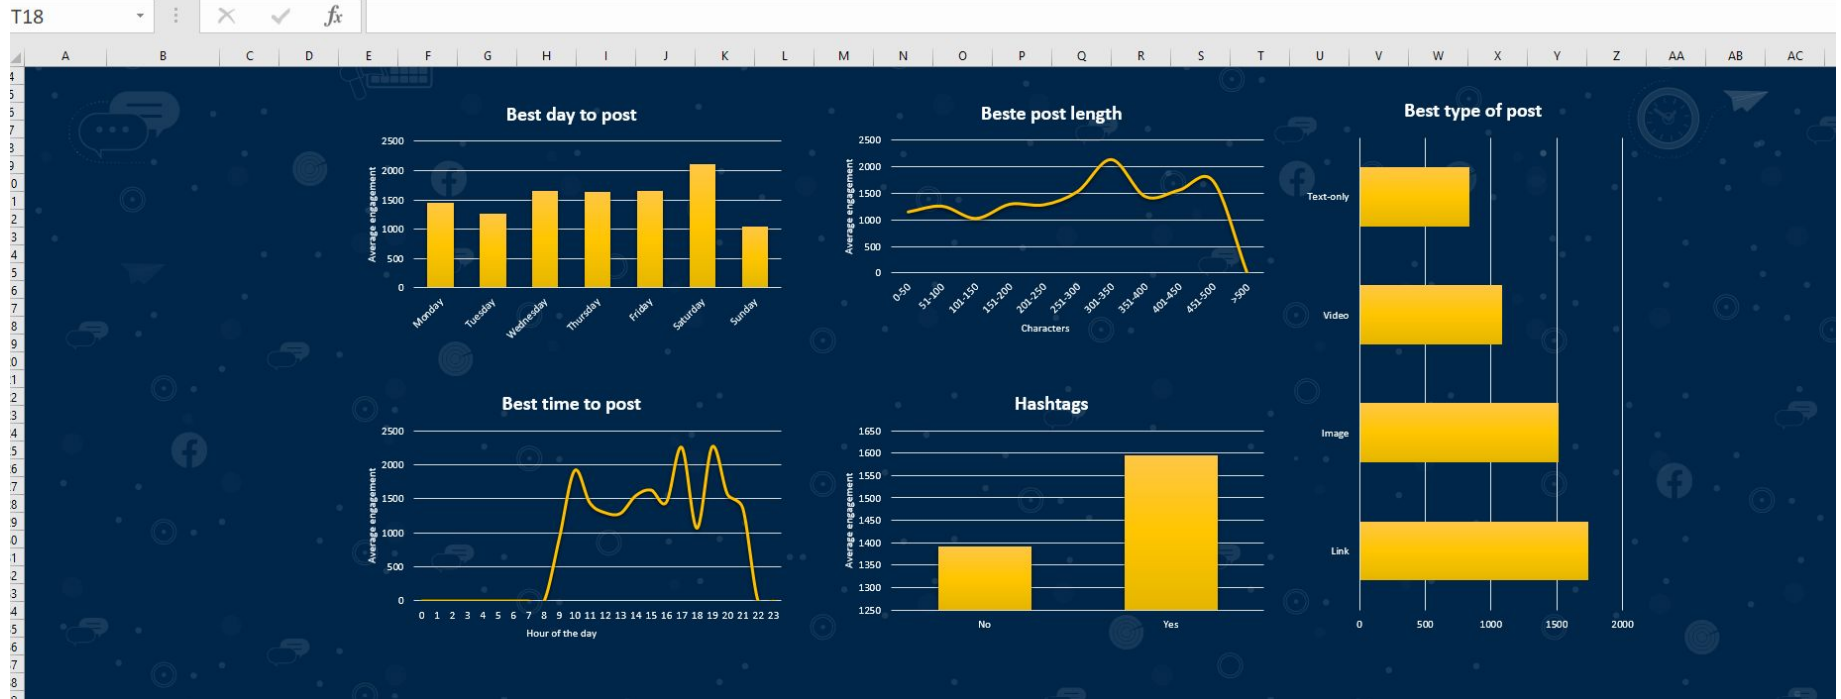 T18
fx
A B C D E F G H I J K L M N O P Q R S T U V W X Y Z AA AB AC
Best day to post
2500
2000
1500
1000
500
0
Average engagement
Monday Tuesday Wednesday Thursday Friday Saturday Sunday
Beste post length
2500
2000
1500
1000
500
0
Average engagement
0-50 51-100 101-150 151-200 201-250 251-300 301-350 351-400 401-450 451-500 >500
Characters
Best type of post
Text-only
Video
Image
Link
0 500 1000 1500 2000
Best time to post
2500
2000
1500
1000
500
0
Average engagement
0 1 2 3 4 5 6 7 8 9 10 11 12 13 14 15 16 17 18 19 20 21 22 23
Hour of the day
Hashtags
1650
1600
1550
1500
1450
1400
1350
1300
1250
Average engagement
No Yes